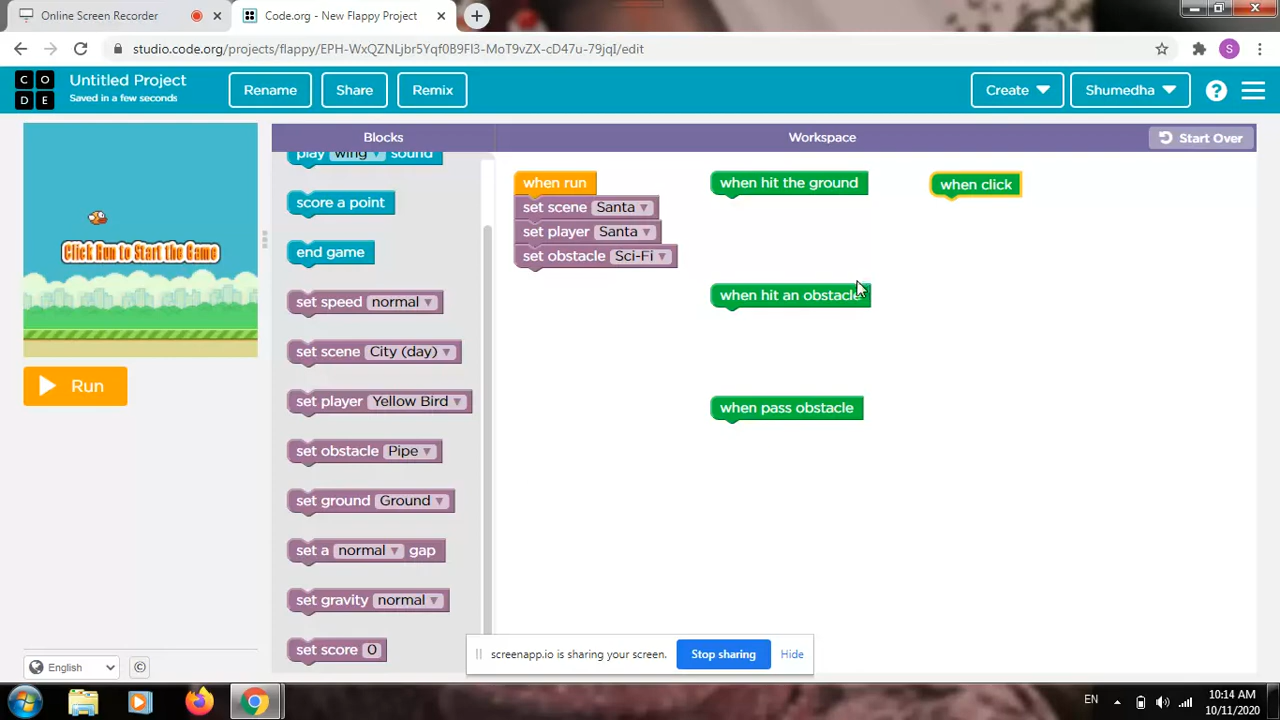 Online Screen Recorder
Code.org - New Flappy Project
studio.code.org/projects/flappy/EPH-WxQZNLjbr5Yqf0B9Fl3-MoT9vZX-cD47u-79jqI/edit
S
C O
D E
Untitled Project
Saved in a few seconds
Rename
Share
Remix
Create
Shumedha
?
Blocks
Workspace
Start Over
play wing sound
score a point
end game
set speed normal
set scene City (day)
set player Yellow Bird
set obstacle Pipe
set ground Ground
set a normal gap
set gravity normal
set score 0
when run
set scene Santa
set player Santa
set obstacle Sci-Fi
when hit the ground
when hit an obstacle
when pass obstacle
when click
Click Run to Start the Game
Run
English
©
screenapp.io is sharing your screen.
Stop sharing
Hide
EN
10:14 AM
10/11/2020